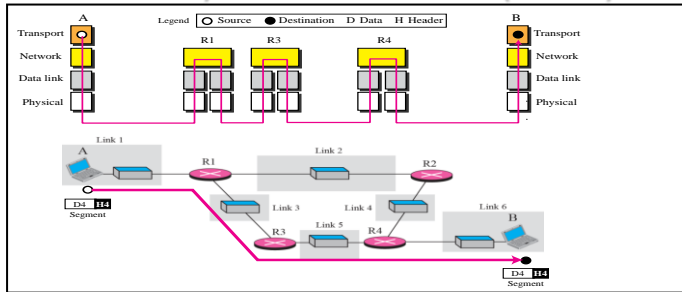 A
Legend Source Destination D Data H Header
B
Transport
R1
R3
R4
Transport
Network
Network
Data link
Data link
Physical
Physical
Link 1
A
R1
Link 2
R2
D4 H4
Segment
Link 3
Link 4
Link 6
B
R3
Link 5
R4
D4 H4
Segment